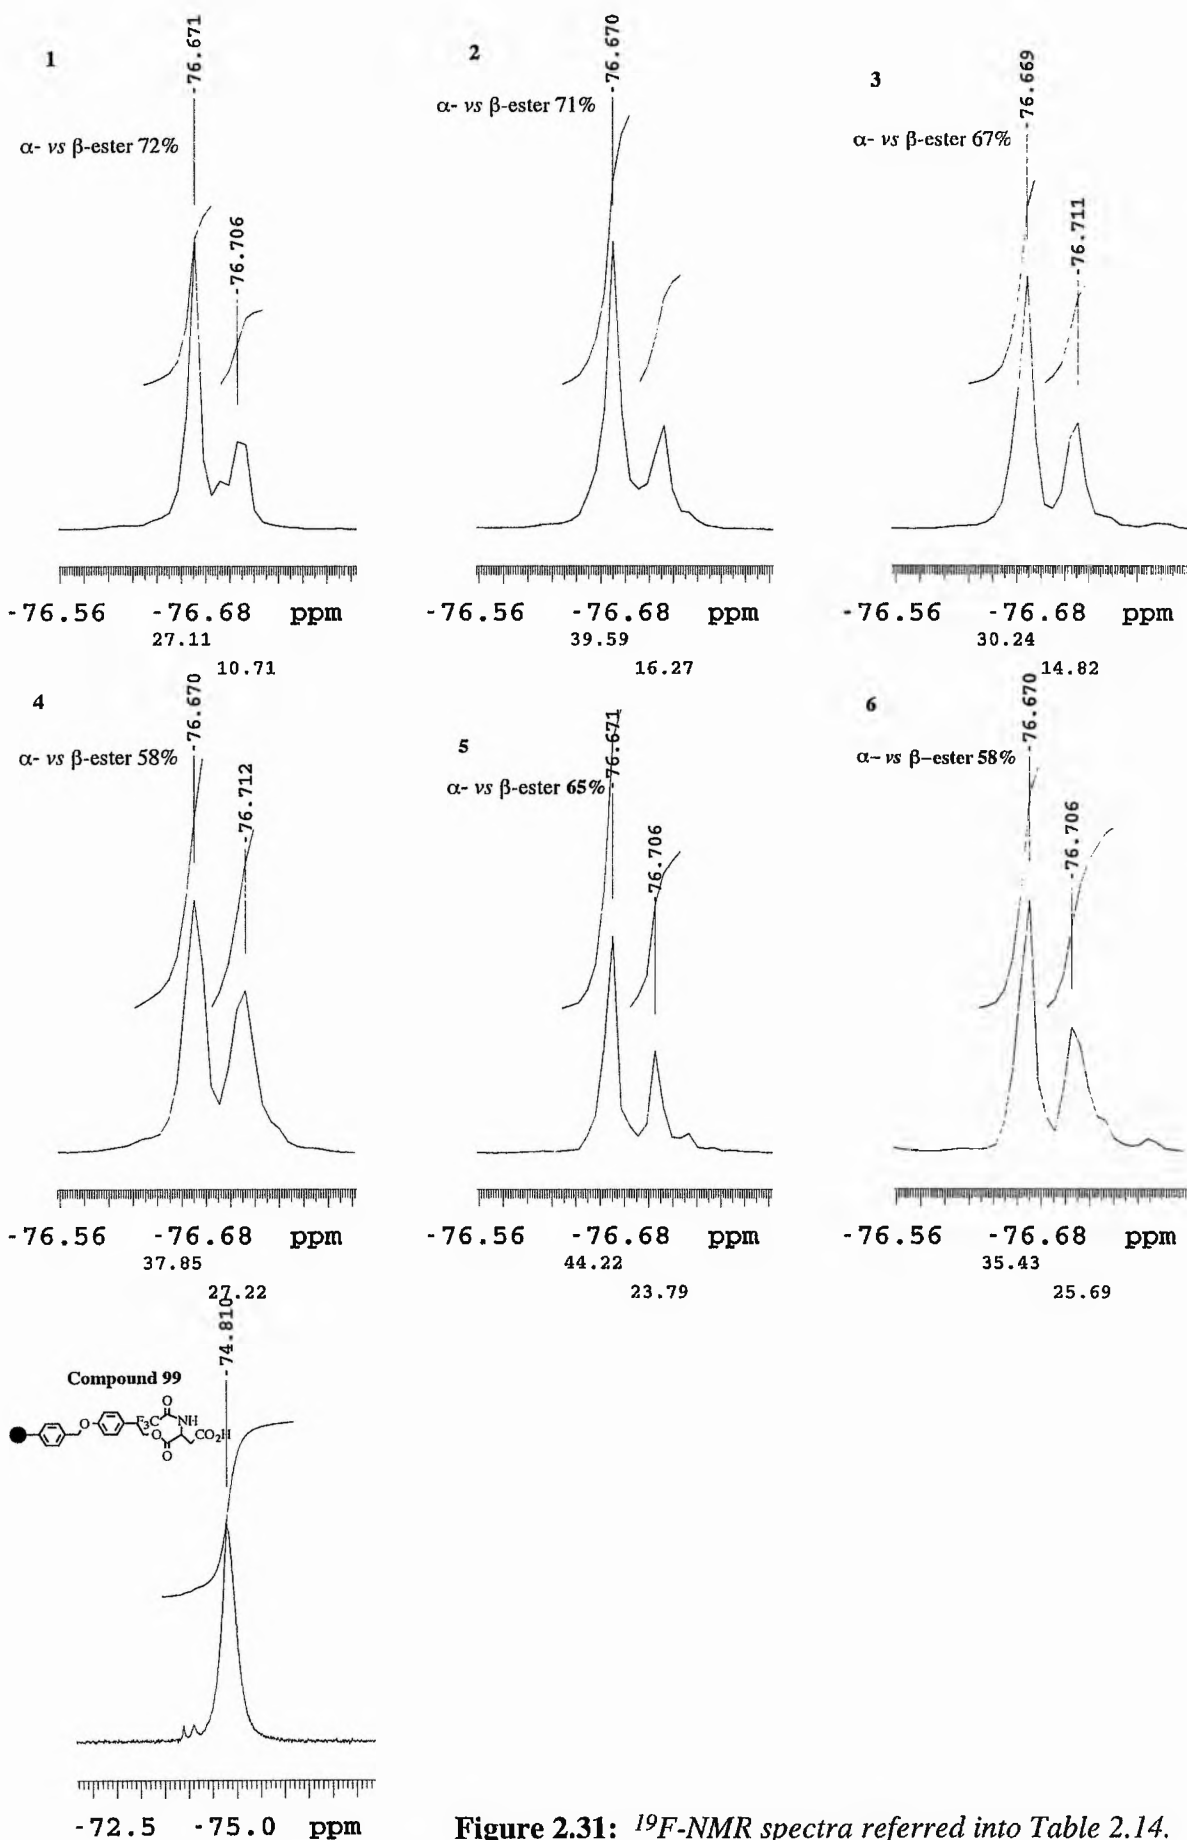 1
-76.671
α- vs β-ester 72%
-76.706
-76.56 -76.68 ppm
27.11
10.71
2
-76.670
α- vs β-ester 71%
-76.56 -76.68 ppm
39.59
16.27
3
-76.669
α- vs β-ester 67%
-76.711
-76.56 -76.68 ppm
30.24
14.82
4
-76.670
α- vs β-ester 58%
-76.712
-76.56 -76.68 ppm
37.85
27.22
5
-76.671
α- vs β-ester 65%
-76.706
-76.56 -76.68 ppm
44.22
23.79
6
-76.670
α– vs β–ester 58%
-76.706
-76.56 -76.68 ppm
35.43
25.69
-74.810
Compound 99
O
O F₃C NH
O CO₂H
O
-72.5 -75.0 ppm
Figure 2.31: ¹⁹F-NMR spectra referred into Table 2.14.